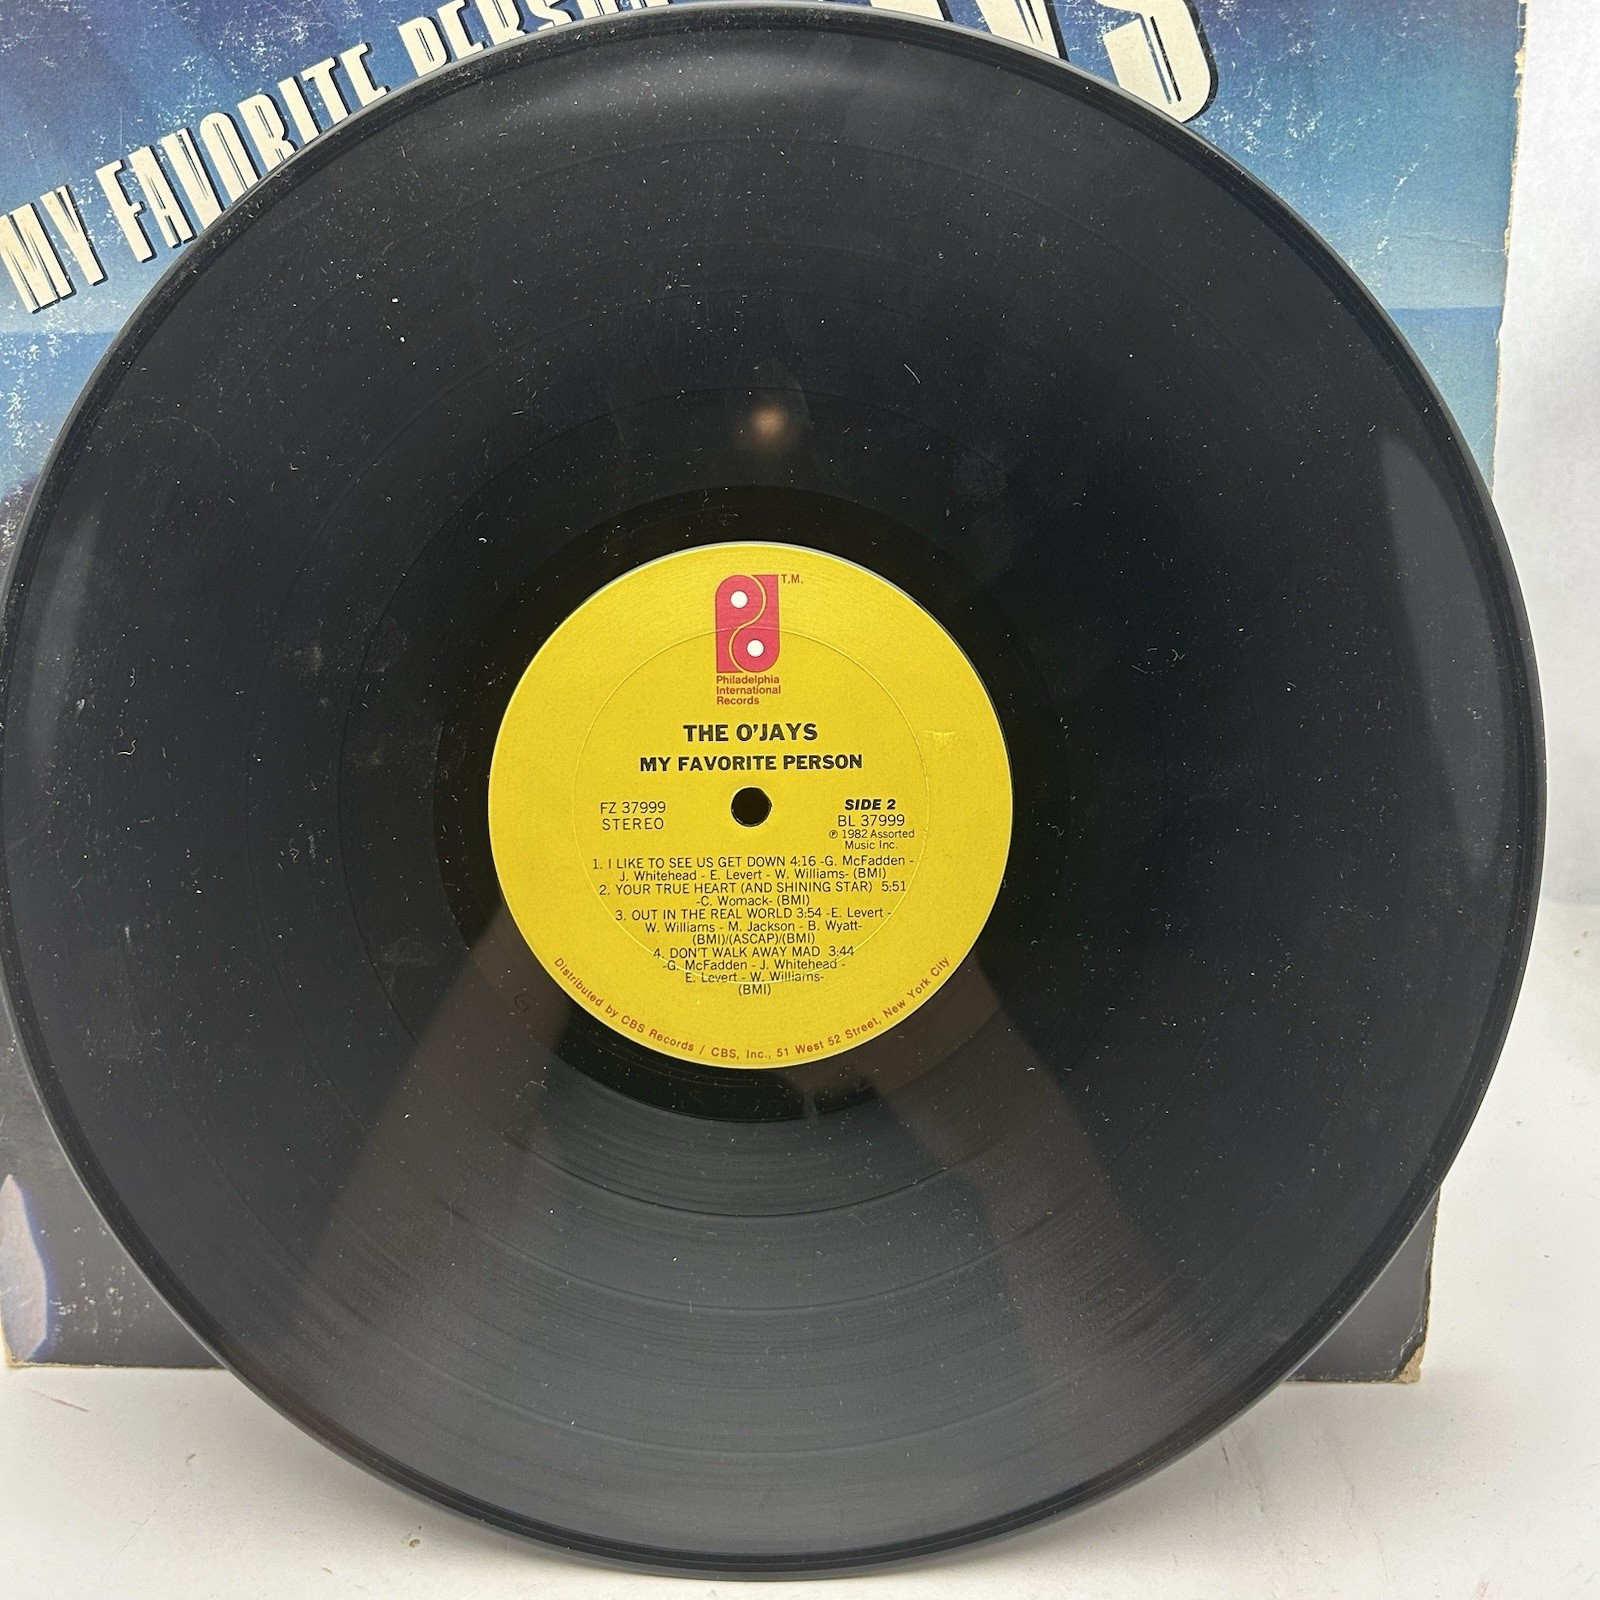 MY FAVORITE
T.M.
Philadelphia
International
Records
THE O'JAYS
MY FAVORITE PERSON
FZ 37999
STEREO
SIDE 2
BL 37999
℗ 1982 Assorted
Music Inc.
1. I LIKE TO SEE US GET DOWN 4:16 -G. McFadden -
J. Whitehead - E. Levert - W. Williams- (BMI)
2. YOUR TRUE HEART (AND SHINING STAR) 5:51
-C. Womack- (BMI)
3. OUT IN THE REAL WORLD 3:54 -E. Levert -
W. Williams - M. Jackson - B. Wyatt-
(BMI)/(ASCAP)/(BMI)
4. DON'T WALK AWAY MAD 3:44
-G. McFadden - J. Whitehead -
E. Levert - W. Williams-
(BMI)
Distributed by CBS Records / CBS, Inc., 51 West 52 Street, New York City